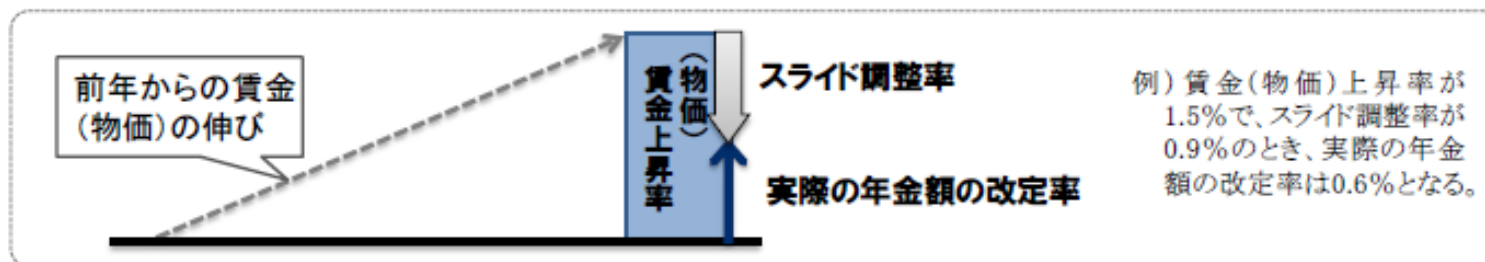 前年からの賃金
(物価)の伸び
(物価)
賃金上昇率
スライド調整率
実際の年金額の改定率
例)賃金(物価)上昇率が
1.5%で、スライド調整率が
0.9%のとき、実際の年金
額の改定率は0.6%となる。